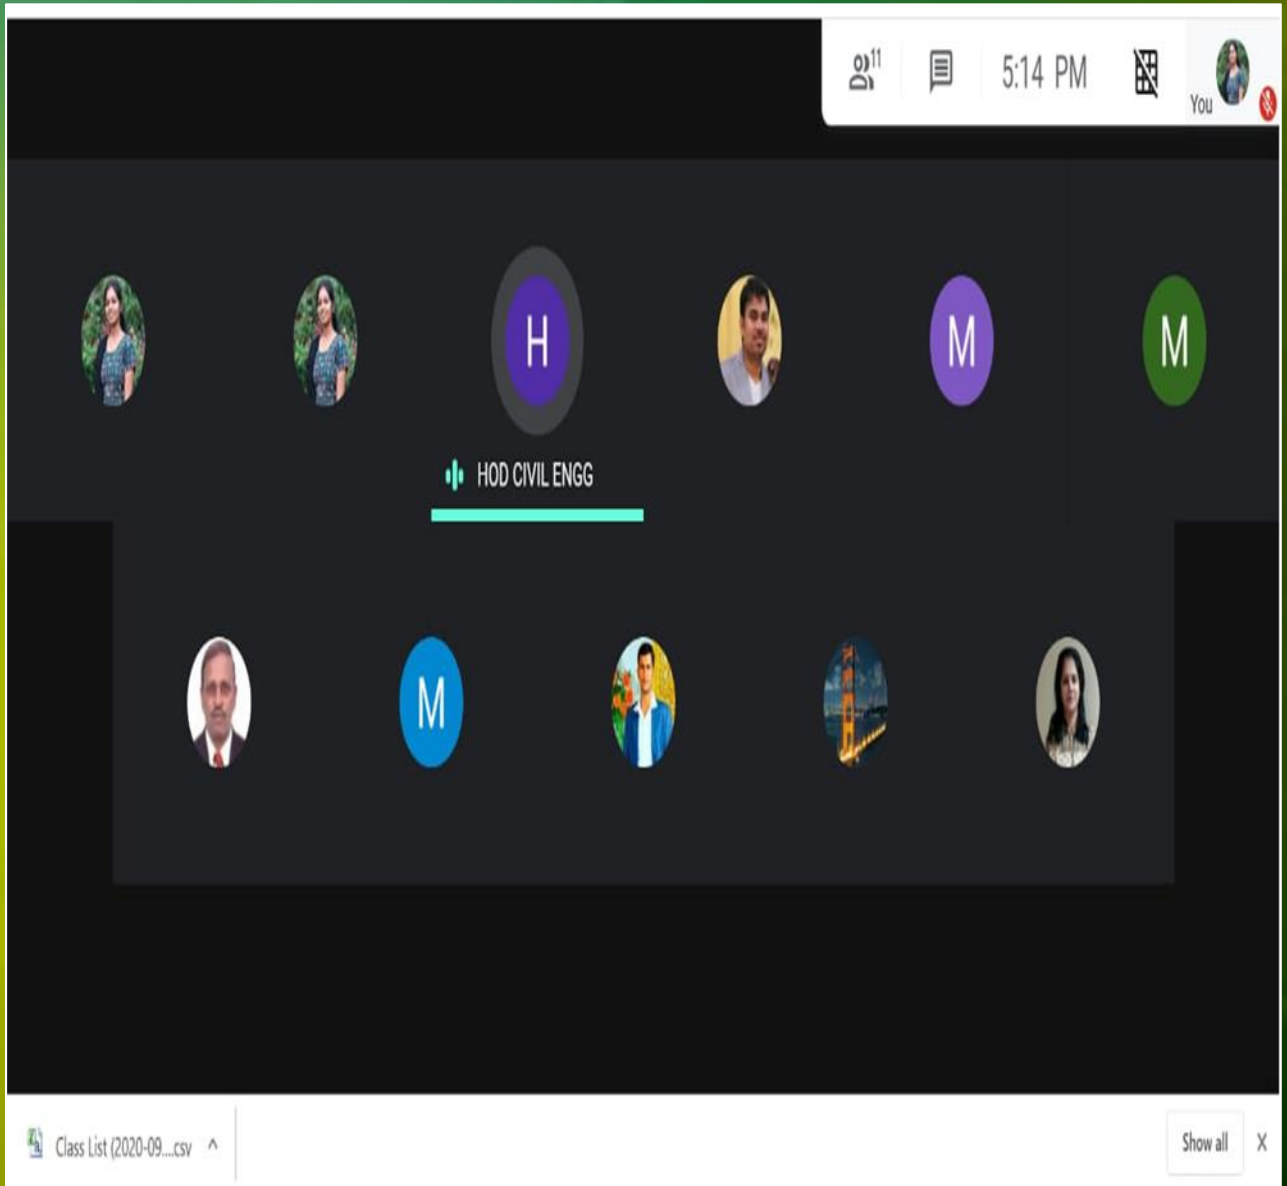 11
5:14 PM
You
H
M
M
HOD CIVIL ENGG
M
Class List (2020-09....csv
Show all